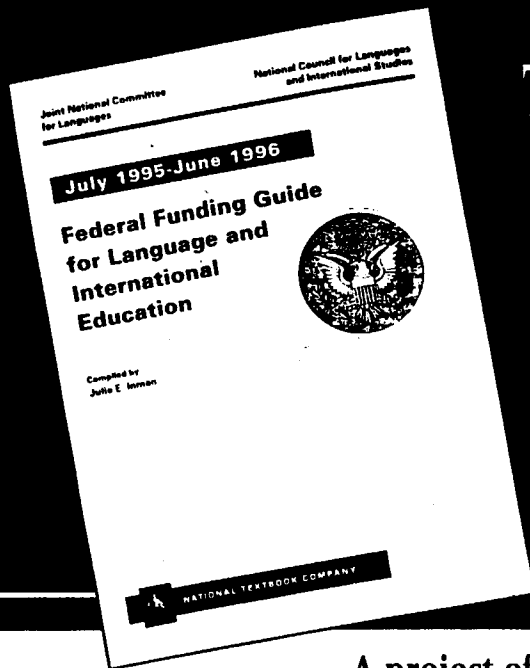 Joint National Committee
for Languages
National Council for Languages
and International Studies
July 1995-June 1996
Federal Funding Guide
for Language and
International
Education
Compiled by
Julie E. Inman
NATIONAL TEXTBOOK COMPANY
A project of